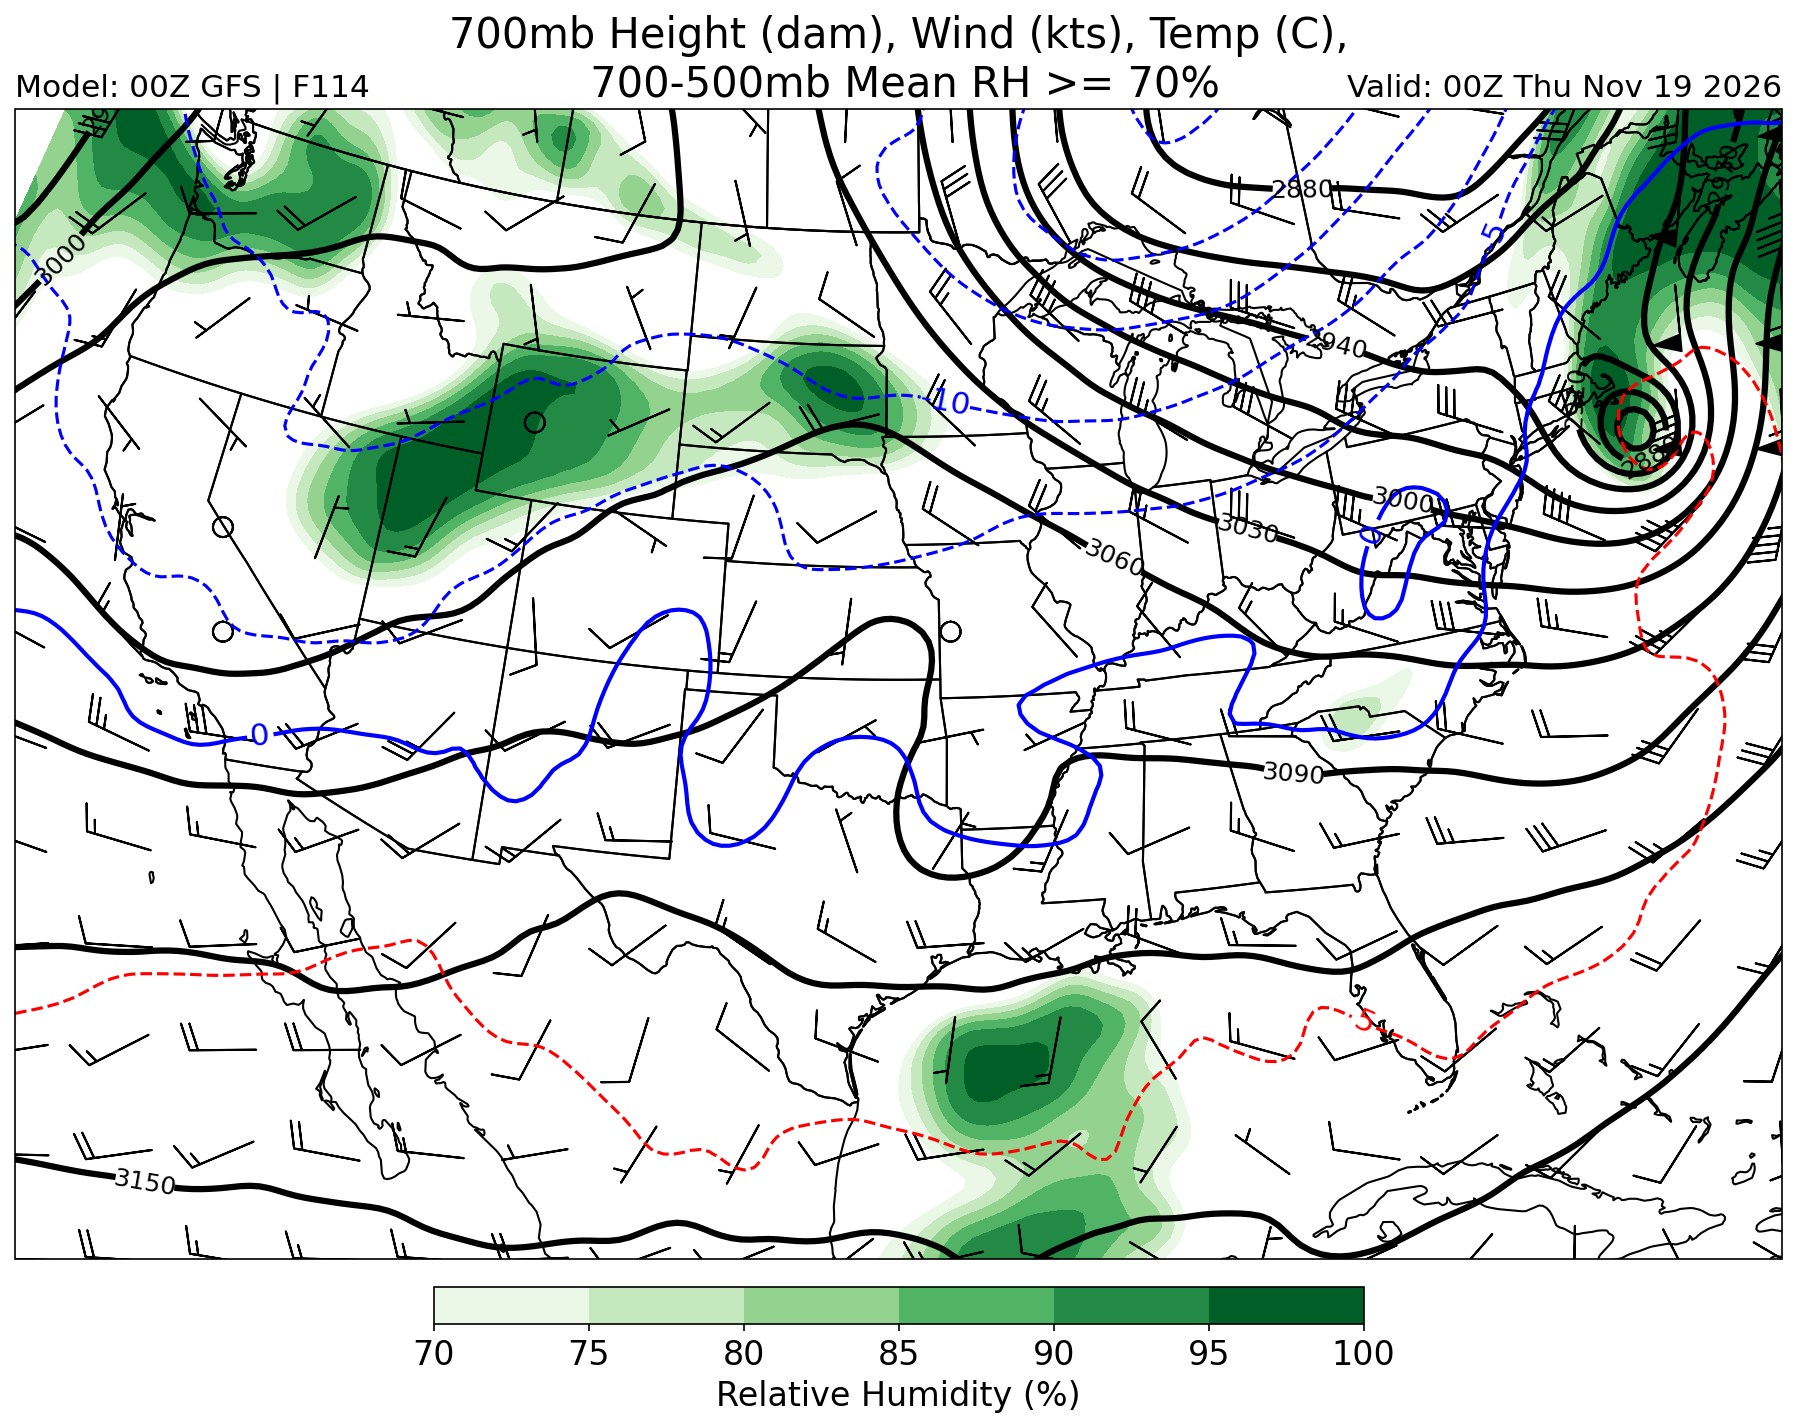 700mb Height (dam), Wind (kts), Temp (C),
700-500mb Mean RH >= 70%
Model: 00Z GFS | F114
Valid: 00Z Thu Nov 19 2026
2880
3000
-5
2940
-10
2880
3000
3030
0
3060
0
3090
5
3150
70 75 80 85 90 95 100
Relative Humidity (%)